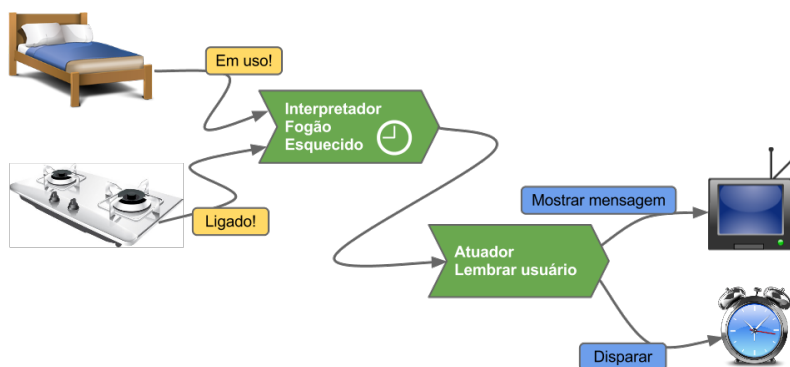 Em uso!
Interpretador
Fogão
Esquecido
Ligado!
Mostrar mensagem
Atuador
Lembrar usuário
Disparar